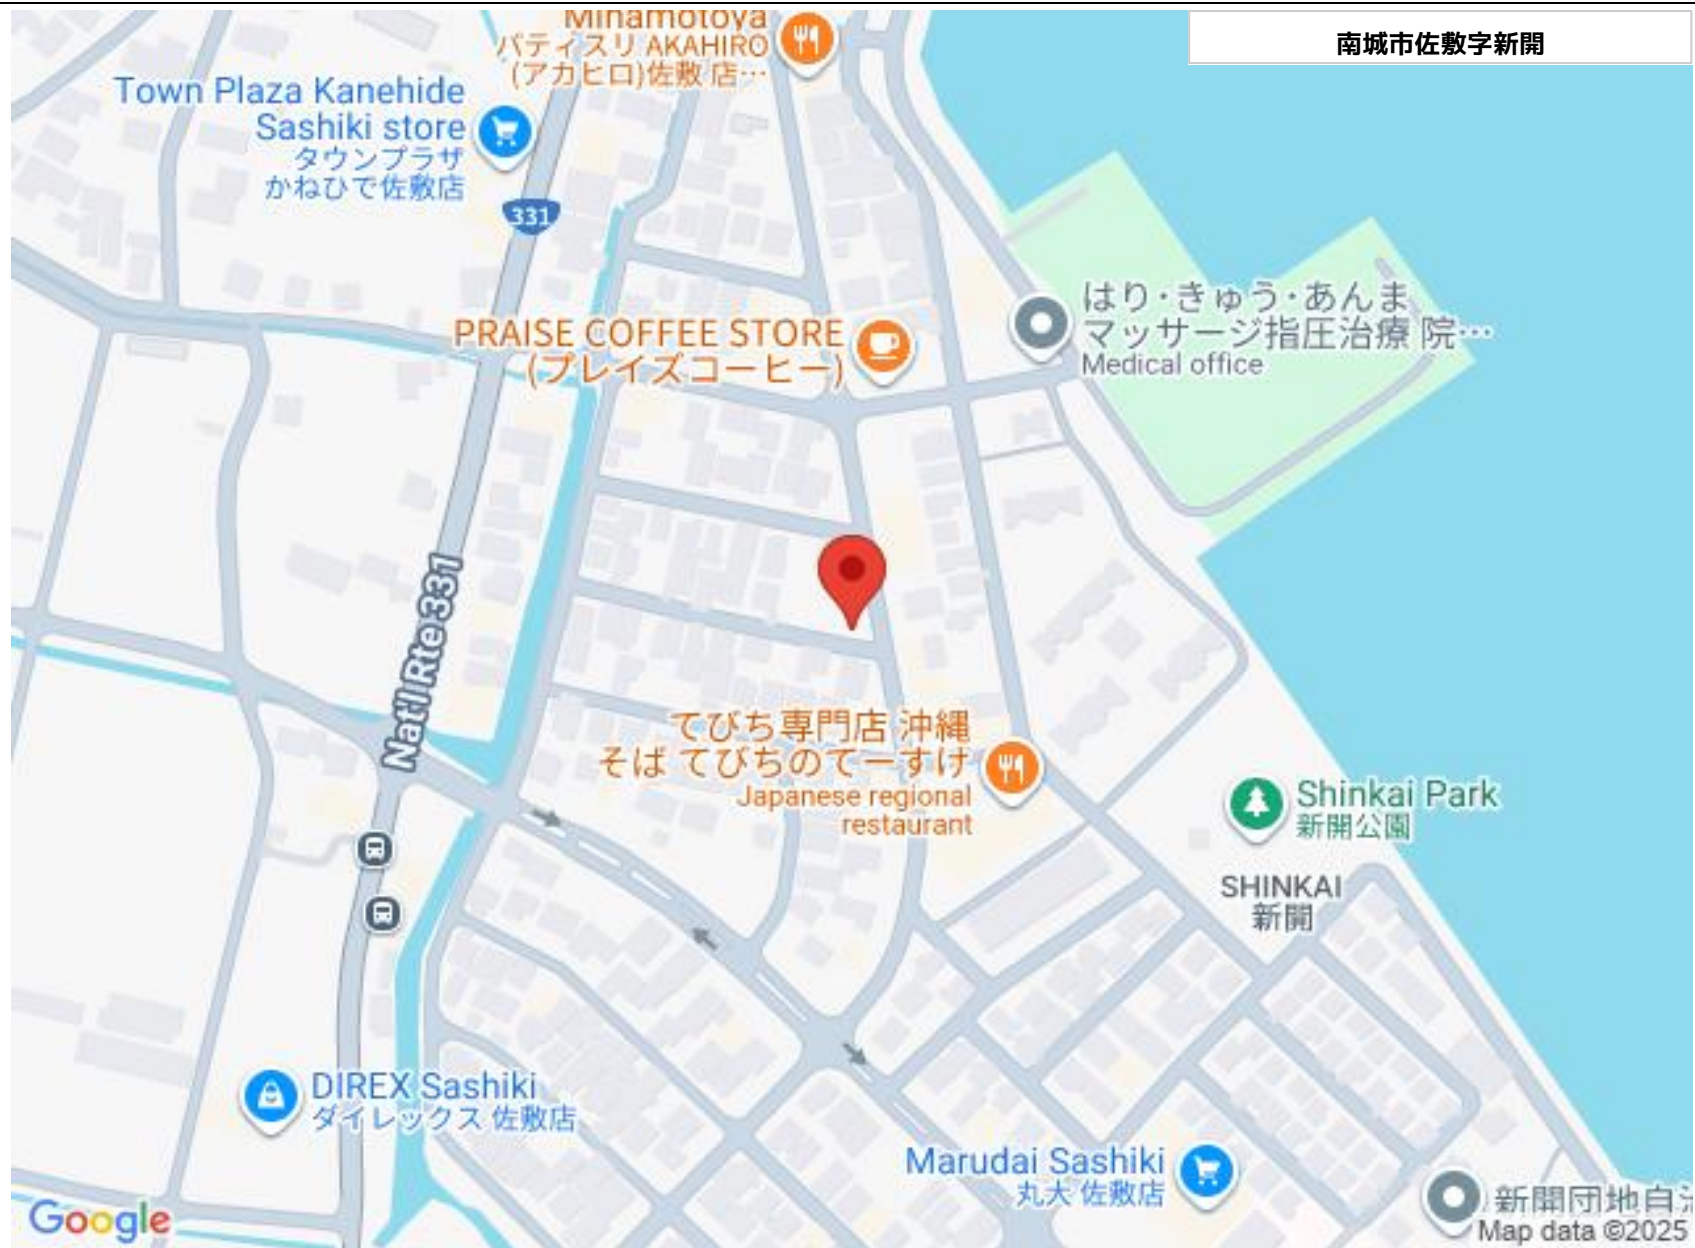 南城市佐敷字新開
Minamotoya
パティスリ AKAHIRO
(アカヒロ)佐敷 店…
Town Plaza Kanehide
Sashiki store
タウンプラザ
かねひで佐敷店
331
はり・きゅう・あんま
マッサージ指圧治療 院…
Medical office
PRAISE COFFEE STORE
(プレイズコーヒー)
Nat'l Rte 331
てびち専門店 沖縄
そば てびちのてーすけ
Japanese regional
restaurant
Shinkai Park
新開公園
SHINKAI
新開
DIREX Sashiki
ダイレックス 佐敷店
Marudai Sashiki
丸大 佐敷店
新開団地自治
Google
Map data ©2025